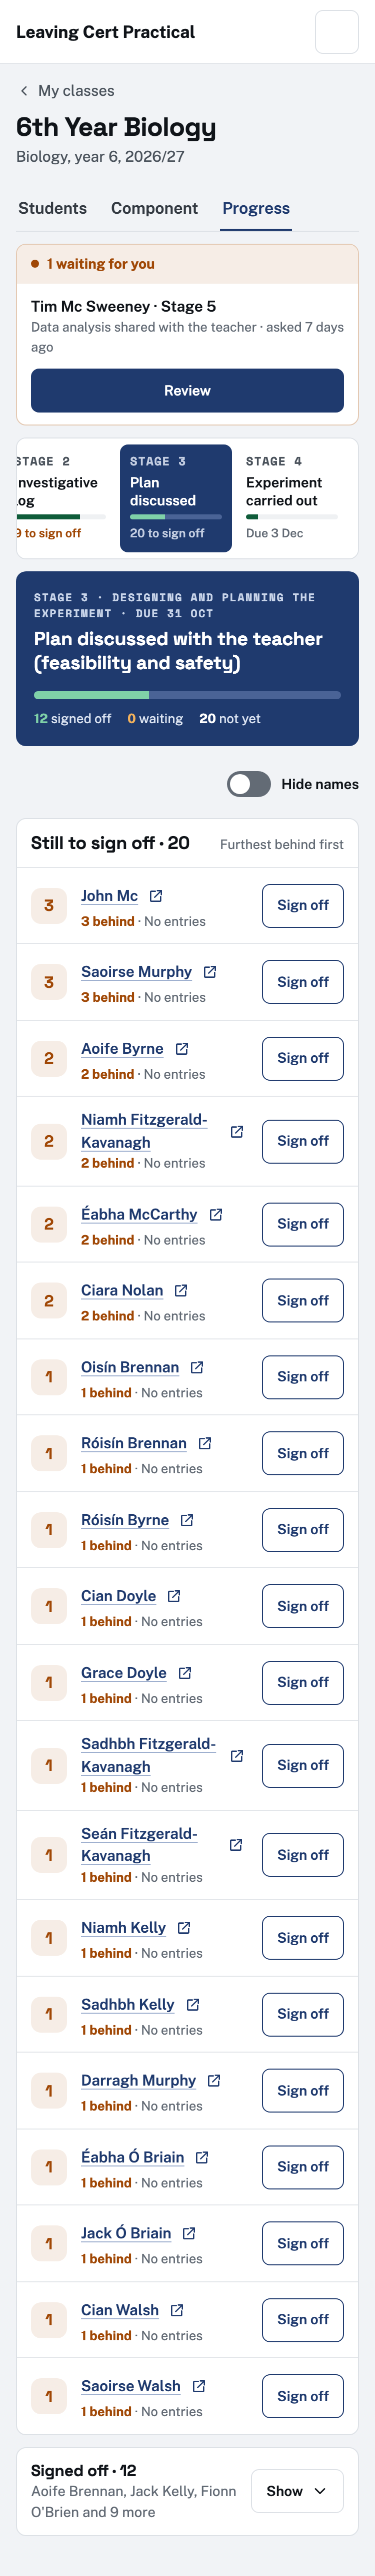 Leaving Cert Practical
My classes
6th Year Biology
Biology, year 6, 2026/27
Students Component Progress
1 waiting for you
Tim Mc Sweeney · Stage 5
Data analysis shared with the teacher · asked 7 days
ago
Review
STAGE 2
nvestigative
og
9 to sign off
STAGE 3
Plan
discussed
20 to sign off
STAGE 4
Experiment
carried out
Due 3 Dec
STAGE 3 · DESIGNING AND PLANNING THE
EXPERIMENT · DUE 31 OCT
Plan discussed with the teacher
(feasibility and safety)
12 signed off 0 waiting 20 not yet
Hide names
Still to sign off · 20 Furthest behind first
3 John Mc Sign off
3 behind · No entries
3 Saoirse Murphy Sign off
3 behind · No entries
2 Aoife Byrne Sign off
2 behind · No entries
2 Niamh Fitzgerald-
Kavanagh Sign off
2 behind · No entries
2 Éabha McCarthy Sign off
2 behind · No entries
2 Ciara Nolan Sign off
2 behind · No entries
1 Oisín Brennan Sign off
1 behind · No entries
1 Róisín Brennan Sign off
1 behind · No entries
1 Róisín Byrne Sign off
1 behind · No entries
1 Cian Doyle Sign off
1 behind · No entries
1 Grace Doyle Sign off
1 behind · No entries
1 Sadhbh Fitzgerald-
Kavanagh Sign off
1 behind · No entries
1 Seán Fitzgerald-
Kavanagh Sign off
1 behind · No entries
1 Niamh Kelly Sign off
1 behind · No entries
1 Sadhbh Kelly Sign off
1 behind · No entries
1 Darragh Murphy Sign off
1 behind · No entries
1 Éabha Ó Briain Sign off
1 behind · No entries
1 Jack Ó Briain Sign off
1 behind · No entries
1 Cian Walsh Sign off
1 behind · No entries
1 Saoirse Walsh Sign off
1 behind · No entries
Signed off · 12
Aoife Brennan, Jack Kelly, Fionn
O'Brien and 9 more
Show